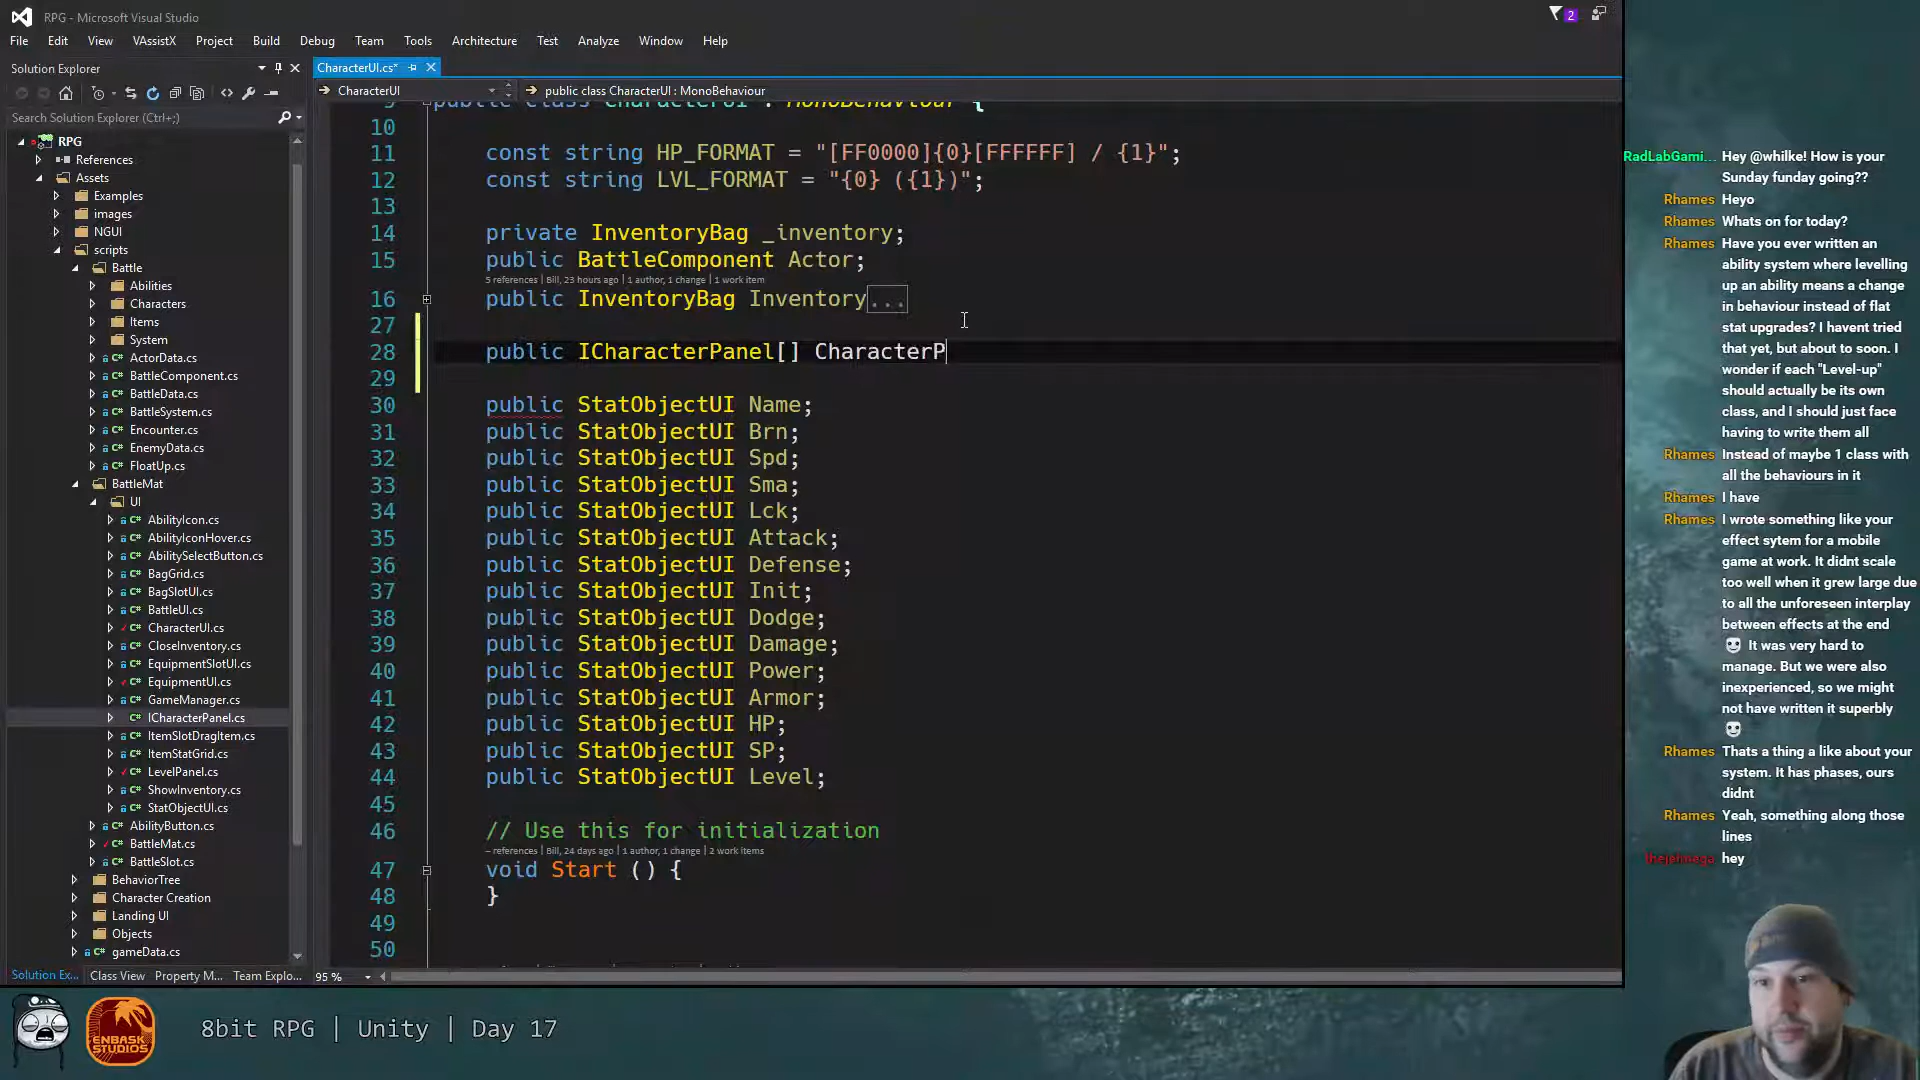 RPG - Microsoft Visual Studio
2
File Edit View VAssistX Project Build Debug Team Tools Architecture Test Analyze Window Help
Solution Explorer
CharacterUI.cs*
CharacterUI
public class CharacterUI : MonoBehaviour
Search Solution Explorer (Ctrl+;)
RPG
References
Assets
Examples
images
NGUI
scripts
Battle
Abilities
Characters
Items
System
ActorData.cs
BattleComponent.cs
BattleData.cs
BattleSystem.cs
Encounter.cs
EnemyData.cs
FloatUp.cs
BattleMat
UI
AbilityIcon.cs
AbilityIconHover.cs
AbilitySelectButton.cs
BagGrid.cs
BagSlotUI.cs
BattleUI.cs
CharacterUI.cs
CloseInventory.cs
EquipmentSlotUI.cs
EquipmentUI.cs
GameManager.cs
ICharacterPanel.cs
ItemSlotDragItem.cs
ItemStatGrid.cs
LevelPanel.cs
ShowInventory.cs
StatObjectUI.cs
AbilityButton.cs
BattleMat.cs
BattleSlot.cs
BehaviorTree
Character Creation
Landing UI
Objects
gameData.cs
Solution Ex... Class View Property M... Team Explo...
9 public class CharacterUI : MonoBehaviour {
10
11 const string HP_FORMAT = "[FF0000]{0}[FFFFFF] / {1}";
12 const string LVL_FORMAT = "{0} ({1})";
13
14 private InventoryBag _inventory;
15 public BattleComponent Actor;
5 references | Bill, 23 hours ago | 1 author, 1 change | 1 work item
16 public InventoryBag Inventory...
27
28 public ICharacterPanel[] CharacterP
29
30 public StatObjectUI Name;
31 public StatObjectUI Brn;
32 public StatObjectUI Spd;
33 public StatObjectUI Sma;
34 public StatObjectUI Lck;
35 public StatObjectUI Attack;
36 public StatObjectUI Defense;
37 public StatObjectUI Init;
38 public StatObjectUI Dodge;
39 public StatObjectUI Damage;
40 public StatObjectUI Power;
41 public StatObjectUI Armor;
42 public StatObjectUI HP;
43 public StatObjectUI SP;
44 public StatObjectUI Level;
45
46 // Use this for initialization
– references | Bill, 24 days ago | 1 author, 1 change | 2 work items
47 void Start () {
48 }
49
50
95 %
RadLabGami... Hey @whilke! How is your
Sunday funday going??
Rhames Heyo
Rhames Whats on for today?
Rhames Have you ever written an
ability system where levelling
up an ability means a change
in behaviour instead of flat
stat upgrades? I havent tried
that yet, but about to soon. I
wonder if each "Level-up"
should actually be its own
class, and I should just face
having to write them all
Rhames Instead of maybe 1 class with
all the behaviours in it
Rhames I have
Rhames I wrote something like your
effect sytem for a mobile
game at work. It didnt scale
too well when it grew large due
to all the unforeseen interplay
between effects at the end
It was very hard to
manage. But we were also
inexperienced, so we might
not have written it superbly
Rhames Thats a thing a like about your
system. It has phases, ours
didnt
Rhames Yeah, something along those
lines
hey
ENBASK
STUDIOS
8bit RPG | Unity | Day 17